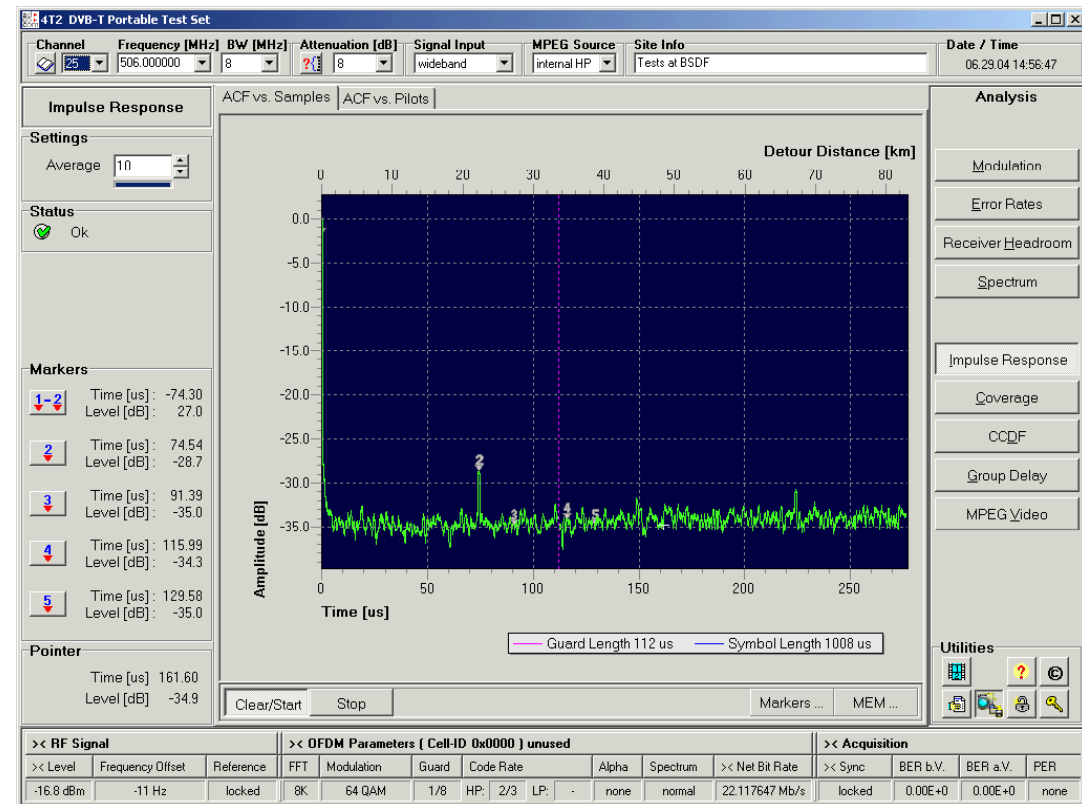 4T2 DVB-T Portable Test Set
Channel Frequency [MHz] BW [MHz] Attenuation [dB] Signal Input MPEG Source Site Info Date / Time
25 506.000000 8 8 wideband internal HP Tests at BSDF 06.29.04 14:56:47
Impulse Response
Settings
Average 10
Status
Ok
Markers
1-2 Time [us] : -74.30
Level [dB] : 27.0
2 Time [us] : 74.54
Level [dB] : -28.7
3 Time [us] : 91.39
Level [dB] : -35.0
4 Time [us] : 115.99
Level [dB] : -34.3
5 Time [us] : 129.58
Level [dB] : -35.0
Pointer
Time [us] 161.60
Level [dB] -34.9
ACF vs. Samples ACF vs. Pilots
Detour Distance [km]
0 10 20 30 40 50 60 70 80
0.0
-5.0
-10.0
-15.0
-20.0
-25.0
-30.0
-35.0
Amplitude [dB]
2
3 4 5
0 50 100 150 200 250
Time [us]
Guard Length 112 us Symbol Length 1008 us
Clear/Start Stop Markers ... MEM ...
Analysis
Modulation
Error Rates
Receiver Headroom
Spectrum
Impulse Response
Coverage
CCDF
Group Delay
MPEG Video
Utilities
? ©
>< RF Signal >< OFDM Parameters ( Cell-ID 0x0000 ) unused >< Acquisition
>< Level Frequency Offset Reference FFT Modulation Guard Code Rate Alpha Spectrum >< Net Bit Rate >< Sync BER b.V. BER a.V. PER
-16.8 dBm -11 Hz locked 8K 64 QAM 1/8 HP: 2/3 LP: - none normal 22.117647 Mb/s locked 0.00E+0 0.00E+0 none